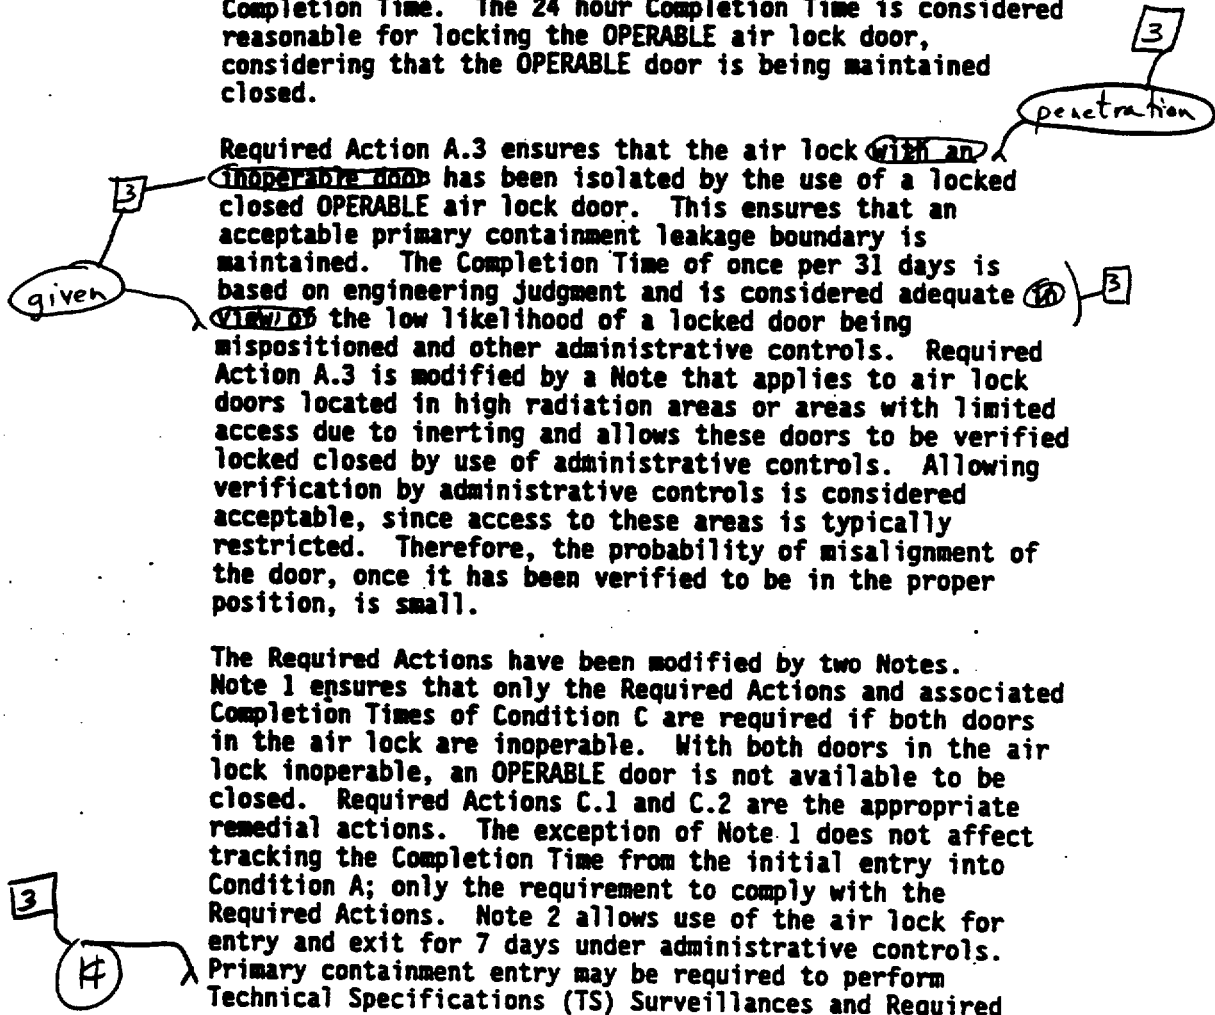 Completion Time. The 24 hour Completion Time is considered
reasonable for locking the OPERABLE air lock door,
considering that the OPERABLE door is being maintained
closed.
3
penetration
Required Action A.3 ensures that the air lock with an
inoperable door has been isolated by the use of a locked
3
closed OPERABLE air lock door. This ensures that an
acceptable primary containment leakage boundary is
maintained. The Completion Time of once per 31 days is
given
based on engineering judgment and is considered adequate in
3
view of the low likelihood of a locked door being
mispositioned and other administrative controls. Required
Action A.3 is modified by a Note that applies to air lock
doors located in high radiation areas or areas with limited
access due to inerting and allows these doors to be verified
locked closed by use of administrative controls. Allowing
verification by administrative controls is considered
acceptable, since access to these areas is typically
restricted. Therefore, the probability of misalignment of
the door, once it has been verified to be in the proper
position, is small.
The Required Actions have been modified by two Notes.
Note 1 ensures that only the Required Actions and associated
Completion Times of Condition C are required if both doors
in the air lock are inoperable. With both doors in the air
lock inoperable, an OPERABLE door is not available to be
closed. Required Actions C.1 and C.2 are the appropriate
remedial actions. The exception of Note 1 does not affect
tracking the Completion Time from the initial entry into
Condition A; only the requirement to comply with the
3
Required Actions. Note 2 allows use of the air lock for
entry and exit for 7 days under administrative controls.
Primary containment entry may be required to perform
Technical Specifications (TS) Surveillances and Required